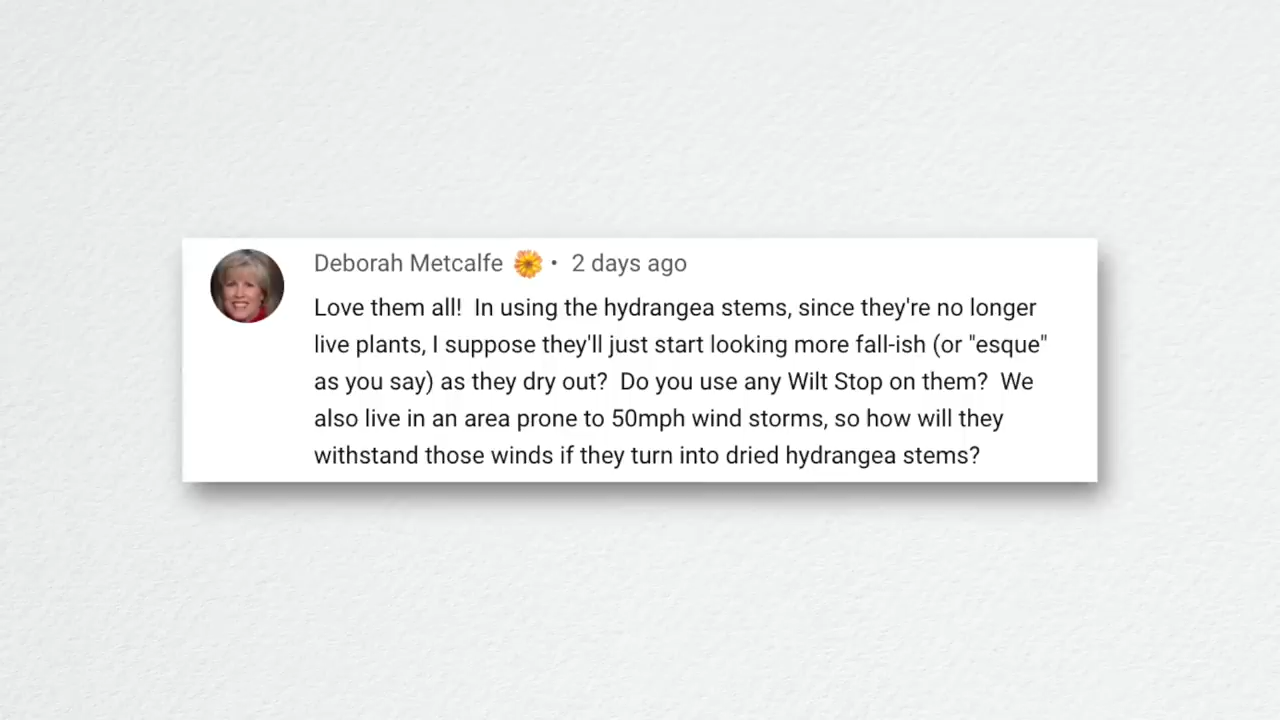 Deborah Metcalfe 🌼 • 2 days ago
Love them all!  In using the hydrangea stems, since they're no longer
live plants, I suppose they'll just start looking more fall-ish (or "esque"
as you say) as they dry out?  Do you use any Wilt Stop on them?  We
also live in an area prone to 50mph wind storms, so how will they
withstand those winds if they turn into dried hydrangea stems?